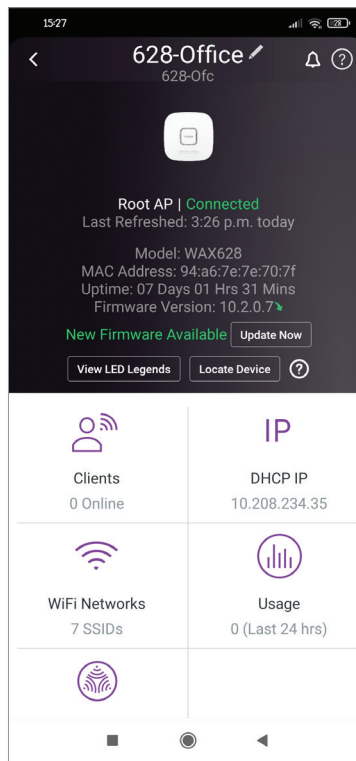 15:27
28
628-Office
628-Ofc
Root AP | Connected
Last Refreshed: 3:26 p.m. today
Model: WAX628
MAC Address: 94:a6:7e:7e:70:7f
Uptime: 07 Days 01 Hrs 31 Mins
Firmware Version: 10.2.0.7
New Firmware Available Update Now
View LED Legends Locate Device ?
IP
Clients DHCP IP
0 Online 10.208.234.35
WiFi Networks Usage
7 SSIDs 0 (Last 24 hrs)